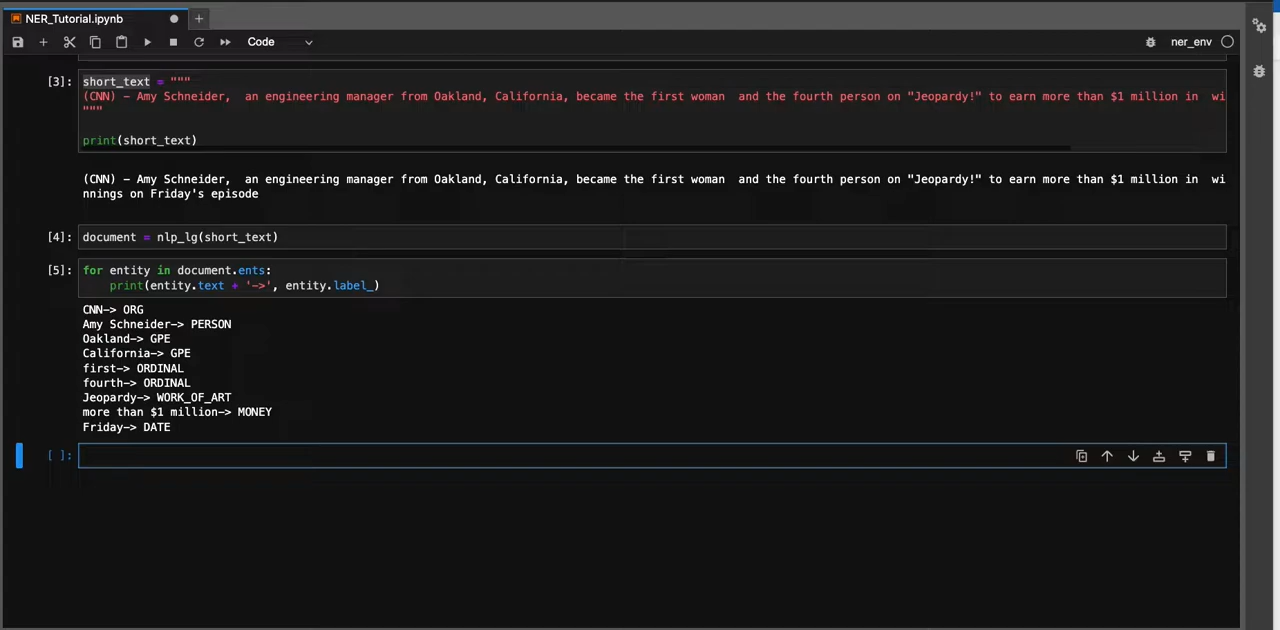 NER_Tutorial.ipynb
Code
ner_env
[3]: short_text = """
(CNN) — Amy Schneider,  an engineering manager from Oakland, California, became the first woman  and the fourth person on "Jeopardy!" to earn more than $1 million in  wi
"""
print(short_text)
(CNN) — Amy Schneider,  an engineering manager from Oakland, California, became the first woman  and the fourth person on "Jeopardy!" to earn more than $1 million in  wi
nnings on Friday's episode
[4]: document = nlp_lg(short_text)
[5]: for entity in document.ents:
    print(entity.text + '->', entity.label_)
CNN-> ORG
Amy Schneider-> PERSON
Oakland-> GPE
California-> GPE
first-> ORDINAL
fourth-> ORDINAL
Jeopardy-> WORK_OF_ART
more than $1 million-> MONEY
Friday-> DATE
[ ]: